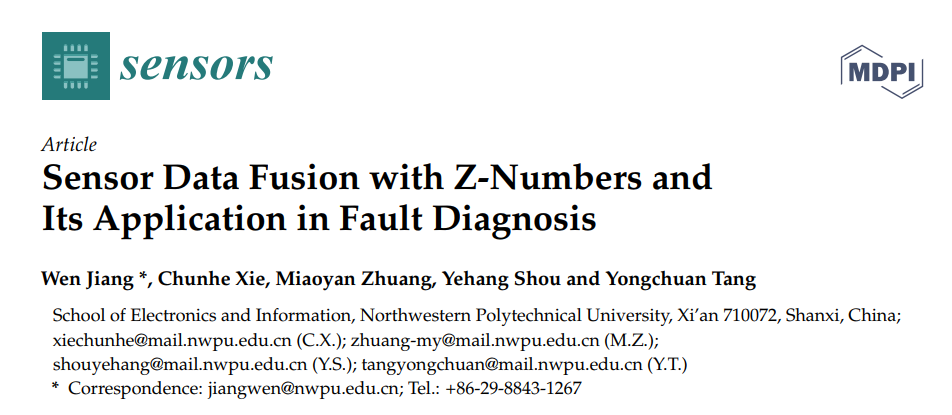 sensors
MDPI
Article
Sensor Data Fusion with Z-Numbers and
Its Application in Fault Diagnosis
Wen Jiang *, Chunhe Xie, Miaoyan Zhuang, Yehang Shou and Yongchuan Tang
School of Electronics and Information, Northwestern Polytechnical University, Xi’an 710072, Shanxi, China;
xiechunhe@mail.nwpu.edu.cn (C.X.); zhuang-my@mail.nwpu.edu.cn (M.Z.);
shouyehang@mail.nwpu.edu.cn (Y.S.); tangyongchuan@mail.nwpu.edu.cn (Y.T.)
* Correspondence: jiangwen@nwpu.edu.cn; Tel.: +86-29-8843-1267